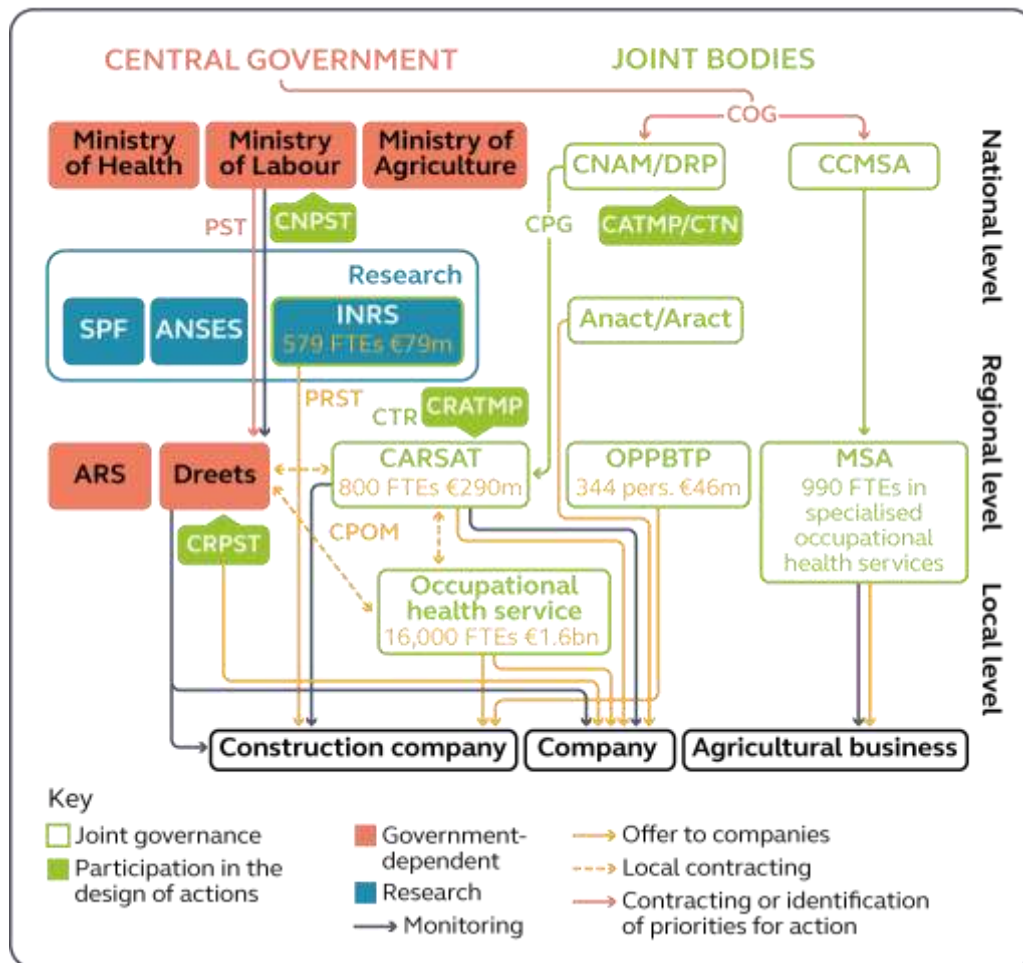 CENTRAL GOVERNMENT
JOINT BODIES
COG
Ministry
of Health
Ministry
of Labour
Ministry of
Agriculture
CNAM/DRP
CCMSA
National level
PST
CNPST
CPG
CATMP/CTN
Research
SPF
ANSES
INRS
579 FTEs €79m
Anact/Aract
PRST
CTR
CRATMP
Regional level
ARS
Dreets
CARSAT
800 FTEs €290m
OPPBTP
344 pers. €46m
MSA
990 FTEs in
specialised
occupational
health services
CRPST
CPOM
Occupational
health service
16,000 FTEs €1.6bn
Local level
Construction company
Company
Agricultural business
Key
Joint governance
Participation in the
design of actions
Government-
dependent
Research
Monitoring
Offer to companies
Local contracting
Contracting or identification
of priorities for action